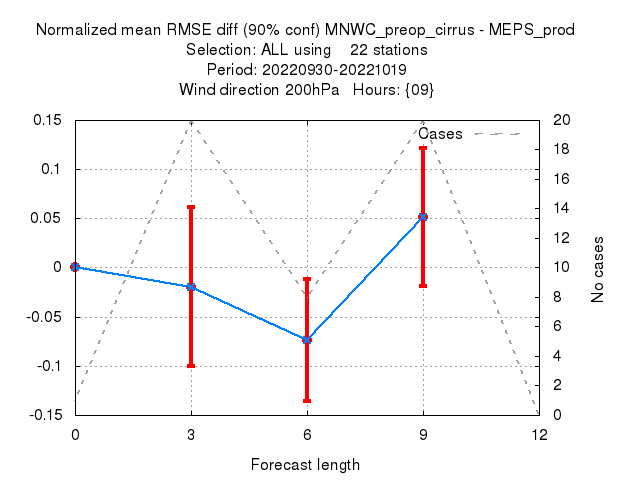 Normalized mean RMSE diff (90% conf) MNWC_preop_cirrus - MEPS_prod
Selection: ALL using 22 stations
Period: 20220930-20221019
Wind direction 200hPa Hours: {09}
0.15
0.1
0.05
0
-0.05
-0.1
-0.15
Cases
20
18
16
14
12
10
8
6
4
2
0
No cases
0 3 6 9 12
Forecast length